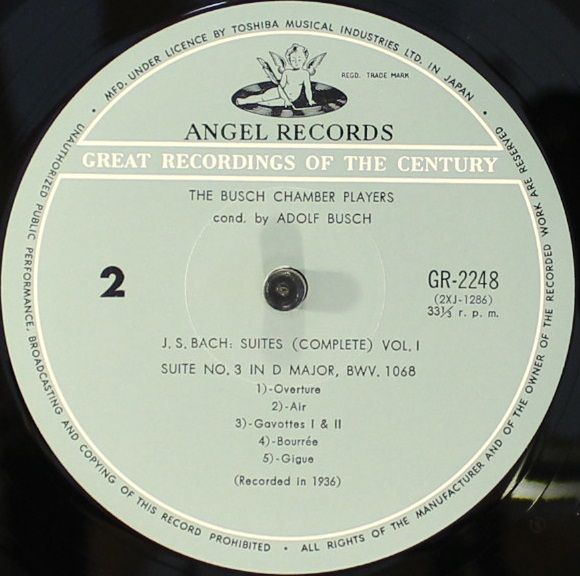 • MFD. UNDER LICENCE BY TOSHIBA MUSICAL INDUSTRIES LTD. IN JAPAN •
REGD. TRADE MARK
ANGEL RECORDS
GREAT RECORDINGS OF THE CENTURY
THE BUSCH CHAMBER PLAYERS
cond. by ADOLF BUSCH
2
GR-2248
(2XJ-1286)
33⅓ r. p. m.
J. S. BACH: SUITES (COMPLETE) VOL. I
SUITE NO. 3 IN D MAJOR, BWV. 1068
1)-Overture
2)-Air
3)-Gavottes I & II
4)-Bourrée
5)-Gigue
(Recorded in 1936)
UNAUTHORIZED PUBLIC PERFORMANCE, BROADCASTING AND COPYING OF THIS RECORD PROHIBITED • ALL RIGHTS OF THE MANUFACTURER AND OF THE OWNER OF THE RECORDED WORK ARE RESERVED